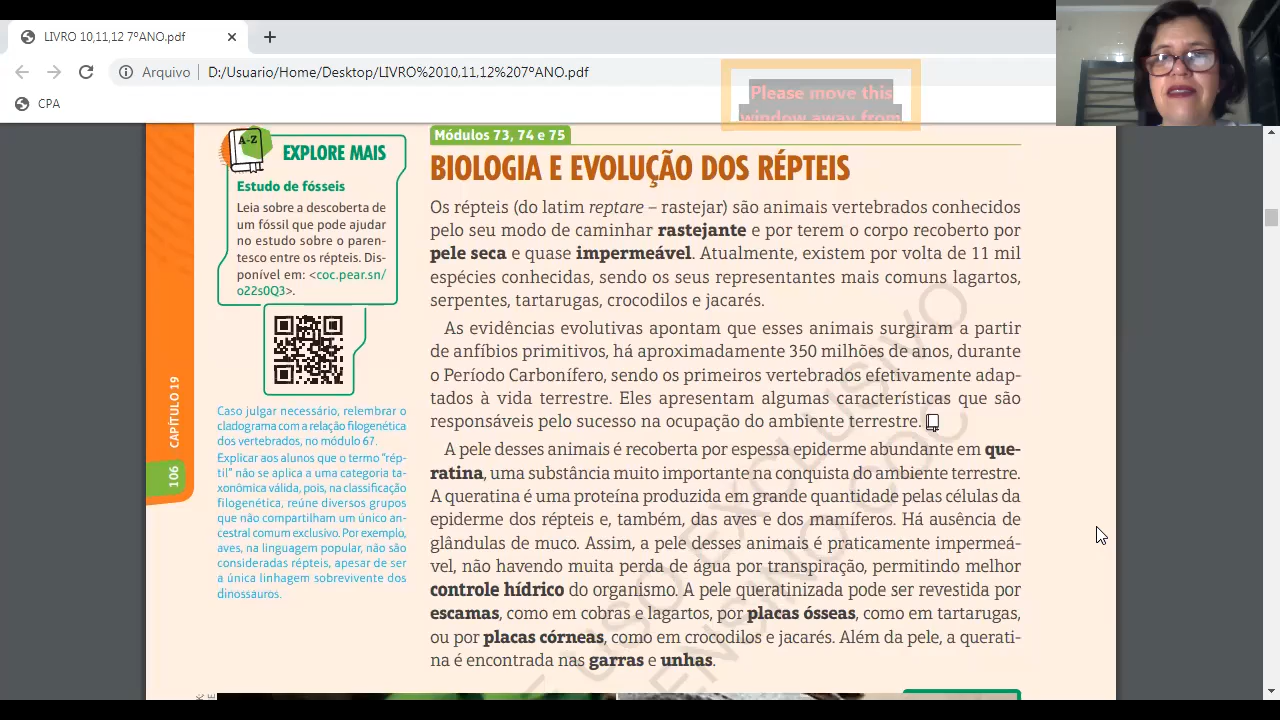 LIVRO 10,11,12 7ºANO.pdf
Arquivo
D:/Usuario/Home/Desktop/LIVRO%2010,11,12%207ºANO.pdf
CPA
Please move this
window away from
A-Z
EXPLORE MAIS
Estudo de fósseis
Leia sobre a descoberta de
um fóssil que pode ajudar
no estudo sobre o paren-
tesco entre os répteis. Dis-
ponível em: <coc.pear.sn/
o22s0Q3>.
Caso julgar necessário, relembrar o
cladograma com a relação filogenética
dos vertebrados, no módulo 67.
Explicar aos alunos que o termo "rép-
til" não se aplica a uma categoria ta-
xonômica válida, pois, na classificação
filogenética, reúne diversos grupos
que não compartilham um único an-
cestral comum exclusivo. Por exemplo,
aves, na linguagem popular, não são
consideradas répteis, apesar de ser
a única linhagem sobrevivente dos
dinossauros.
106 CAPÍTULO 19
Módulos 73, 74 e 75
BIOLOGIA E EVOLUÇÃO DOS RÉPTEIS
Os répteis (do latim reptare – rastejar) são animais vertebrados conhecidos
pelo seu modo de caminhar rastejante e por terem o corpo recoberto por
pele seca e quase impermeável. Atualmente, existem por volta de 11 mil
espécies conhecidas, sendo os seus representantes mais comuns lagartos,
serpentes, tartarugas, crocodilos e jacarés.
As evidências evolutivas apontam que esses animais surgiram a partir
de anfíbios primitivos, há aproximadamente 350 milhões de anos, durante
o Período Carbonífero, sendo os primeiros vertebrados efetivamente adap-
tados à vida terrestre. Eles apresentam algumas características que são
responsáveis pelo sucesso na ocupação do ambiente terrestre.
A pele desses animais é recoberta por espessa epiderme abundante em que-
ratina, uma substância muito importante na conquista do ambiente terrestre.
A queratina é uma proteína produzida em grande quantidade pelas células da
epiderme dos répteis e, também, das aves e dos mamíferos. Há ausência de
glândulas de muco. Assim, a pele desses animais é praticamente impermeá-
vel, não havendo muita perda de água por transpiração, permitindo melhor
controle hídrico do organismo. A pele queratinizada pode ser revestida por
escamas, como em cobras e lagartos, por placas ósseas, como em tartarugas,
ou por placas córneas, como em crocodilos e jacarés. Além da pele, a querati-
na é encontrada nas garras e unhas.
E USO EXCLUSIVO
ENSINO COC